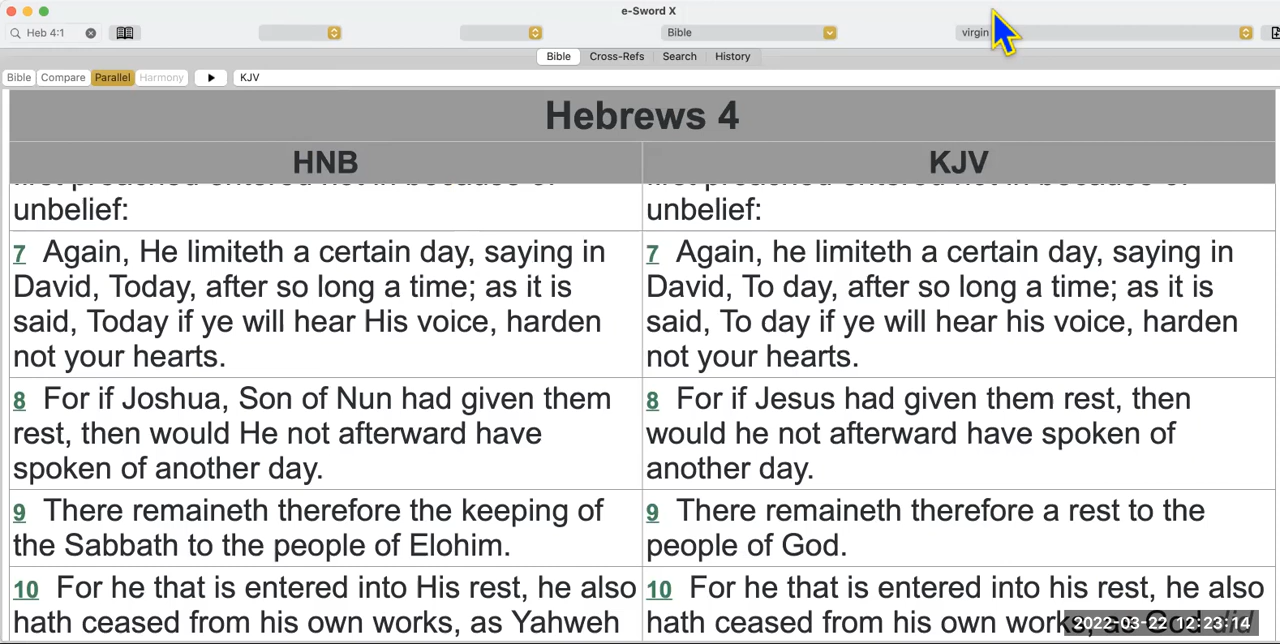 e-Sword X
Heb 4:1
Bible
virgin
Bible Cross-Refs Search History
Bible Compare Parallel Harmony KJV
Hebrews 4
HNB KJV
unbelief:
7 Again, He limiteth a certain day, saying in
David, Today, after so long a time; as it is
said, Today if ye will hear His voice, harden
not your hearts.
8 For if Joshua, Son of Nun had given them
rest, then would He not afterward have
spoken of another day.
9 There remaineth therefore the keeping of
the Sabbath to the people of Elohim.
10 For he that is entered into His rest, he also
hath ceased from his own works, as Yahweh
unbelief:
7 Again, he limiteth a certain day, saying in
David, To day, after so long a time; as it is
said, To day if ye will hear his voice, harden
not your hearts.
8 For if Jesus had given them rest, then
would he not afterward have spoken of
another day.
9 There remaineth therefore a rest to the
people of God.
10 For he that is entered into his rest, he also
hath ceased from his own works, as God
2022-03-22 12:23:14